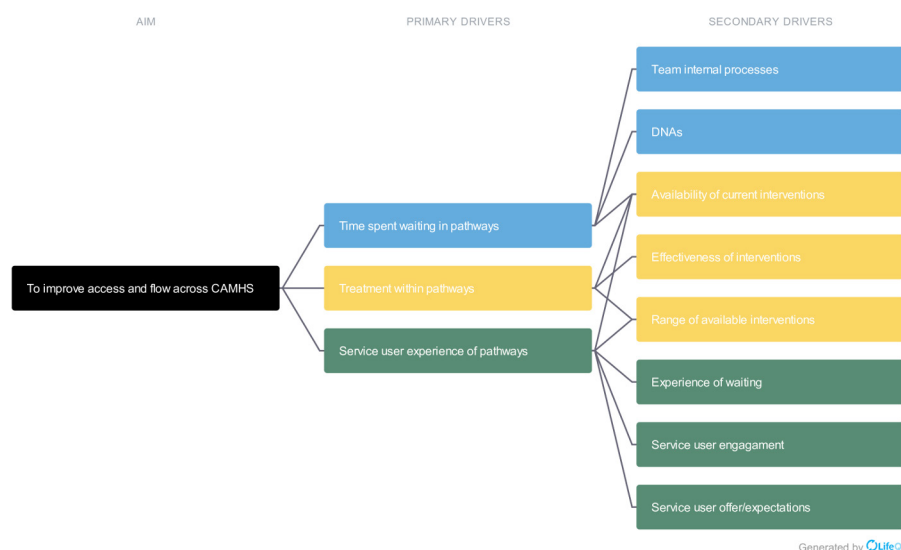 AIM
PRIMARY DRIVERS
SECONDARY DRIVERS
Team internal processes
DNAs
Availability of current interventions
Time spent waiting in pathways
Effectiveness of interventions
To improve access and flow across CAMHS
Treatment within pathways
Range of available interventions
Service user experience of pathways
Experience of waiting
Service user engagament
Service user offer/expectations
Generated by LifeQ